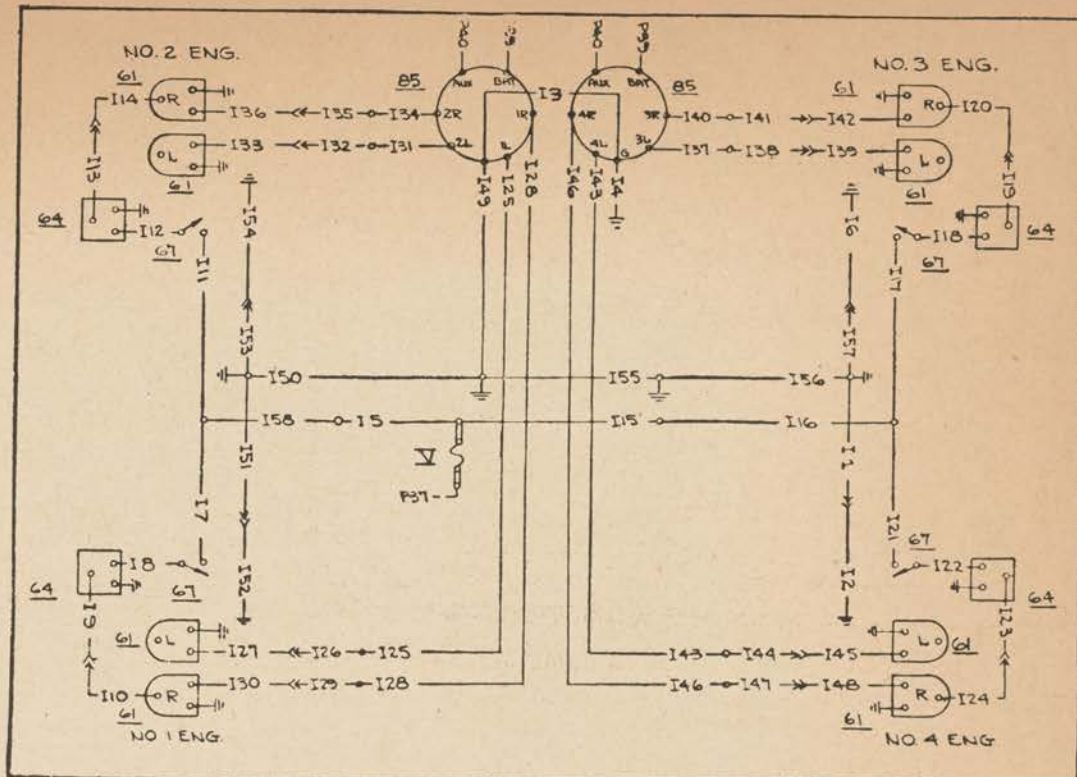 NO. 2 ENG.
NO. 3 ENG.
P40
P40
P99
AUX
BAT
AUX
BAT
85
I3
85
61
R
I14
I36
I35
I34
2R
1R
4R
3R
I40
I41
I42
61
R
I20
L
I33
I32
I31
2L
4L
3L
G
I37
I38
I39
L
61
61
I13
I49
I25
I28
I46
I43
I4
I19
64
I12
67
I11
I54
I6
I17
I18
67
64
I53
I57
I50
I55
I56
I58
I5
I15
I16
V
P37
I51
I1
I7
I21
67
I8
64
67
I52
I2
I22
64
I9
I23
61
L
I27
I26
I25
I43
I44
I45
L
61
I10
R
I30
I29
I28
I46
I47
I48
R
I24
61
61
NO 1 ENG.
NO. 4 ENG